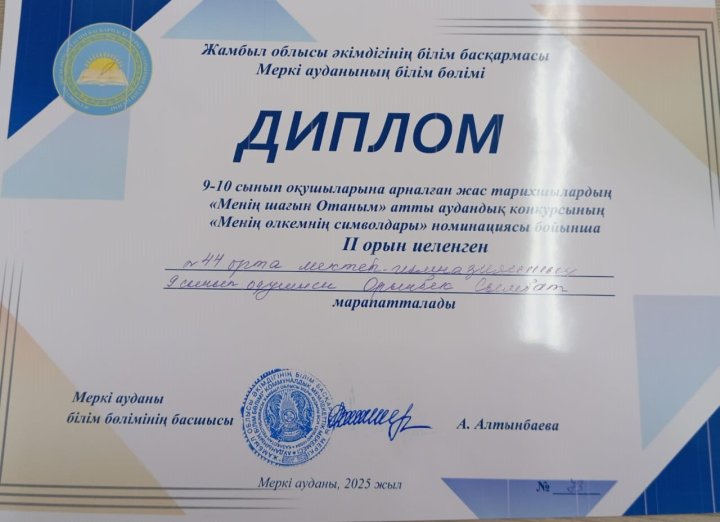 Жамбыл облысы әкімдігінің білім басқармасы
Меркі ауданының білім бөлімі
ДИПЛОМ
9-10 сынып оқушыларына арналған жас тарихшылардың
«Менің шағын Отаным» атты аудандық конкурсының
«Менің өлкемнің символдары» номинациясы бойынша
II орын иеленген
№44 орта мектеп-гимназиясының
9 сынып оқушысы Орынбек Сымбат
марапатталады
Меркі ауданы
білім бөлімінің басшысы
А. Алтынбаева
Меркі ауданы, 2025 жыл
№